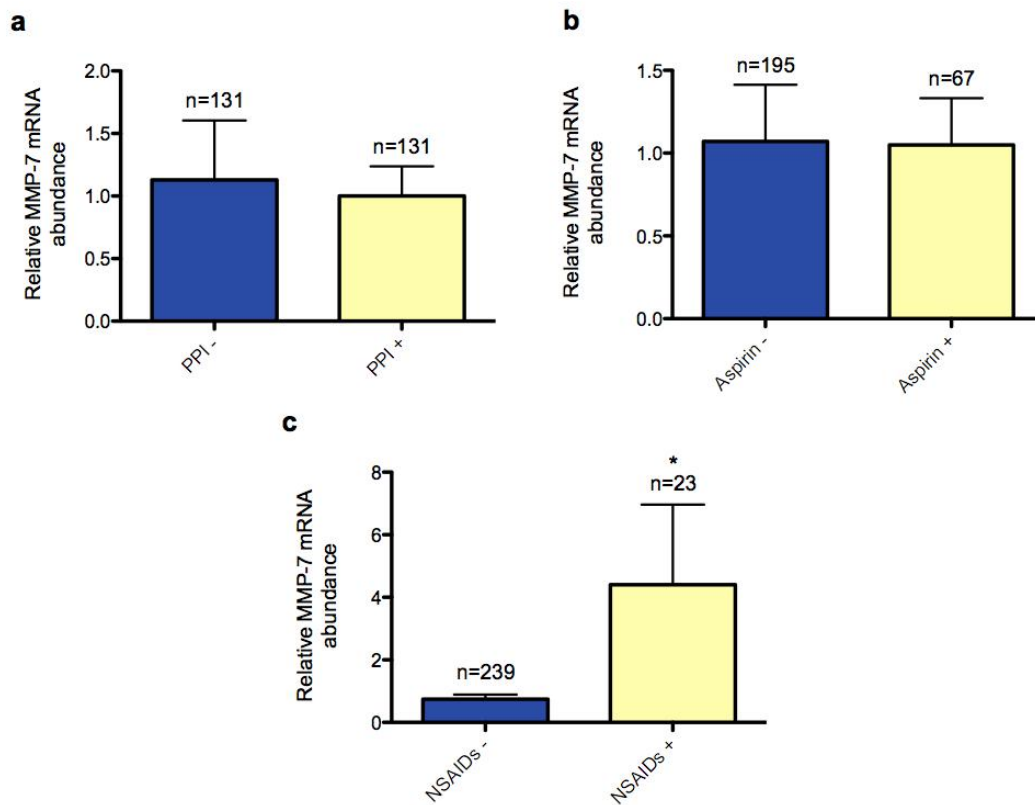 a
Relative MMP-7 mRNA
abundance
2.0
1.5
1.0
0.5
0.0
n=131
n=131
PPI -
PPI +
b
Relative MMP-7 mRNA
abundance
1.5
1.0
0.5
0.0
n=195
n=67
Aspirin -
Aspirin +
c
Relative MMP-7 mRNA
abundance
8
6
4
2
0
n=239
*
n=23
NSAIDs -
NSAIDs +